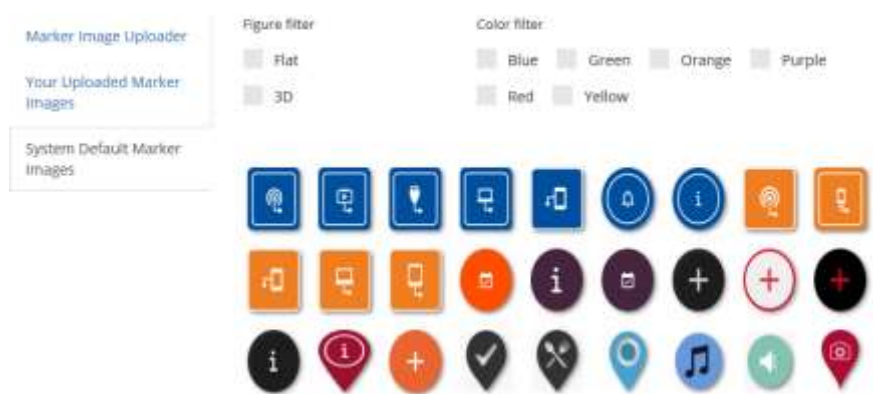 Marker Image Uploader
Your Uploaded Marker
Images
System Default Marker
Images
Figure filter
Flat
3D
Color filter
Blue Green Orange Purple
Red Yellow